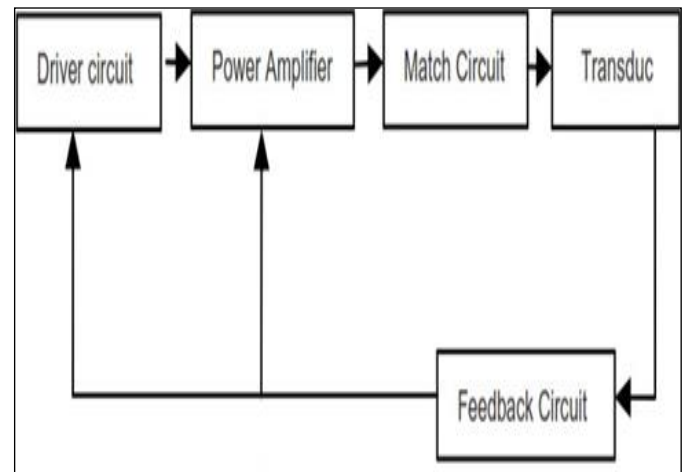 Driver circuit
Power Amplifier
Match Circuit
Transduc
Feedback Circuit